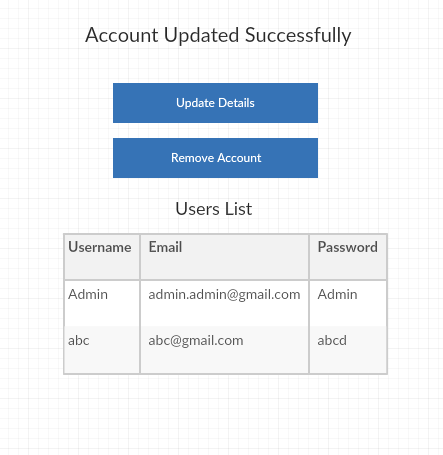 Account Updated Successfully
Update Details
Remove Account
Users List
Username Email Password
Admin admin.admin@gmail.com Admin
abc abc@gmail.com abcd